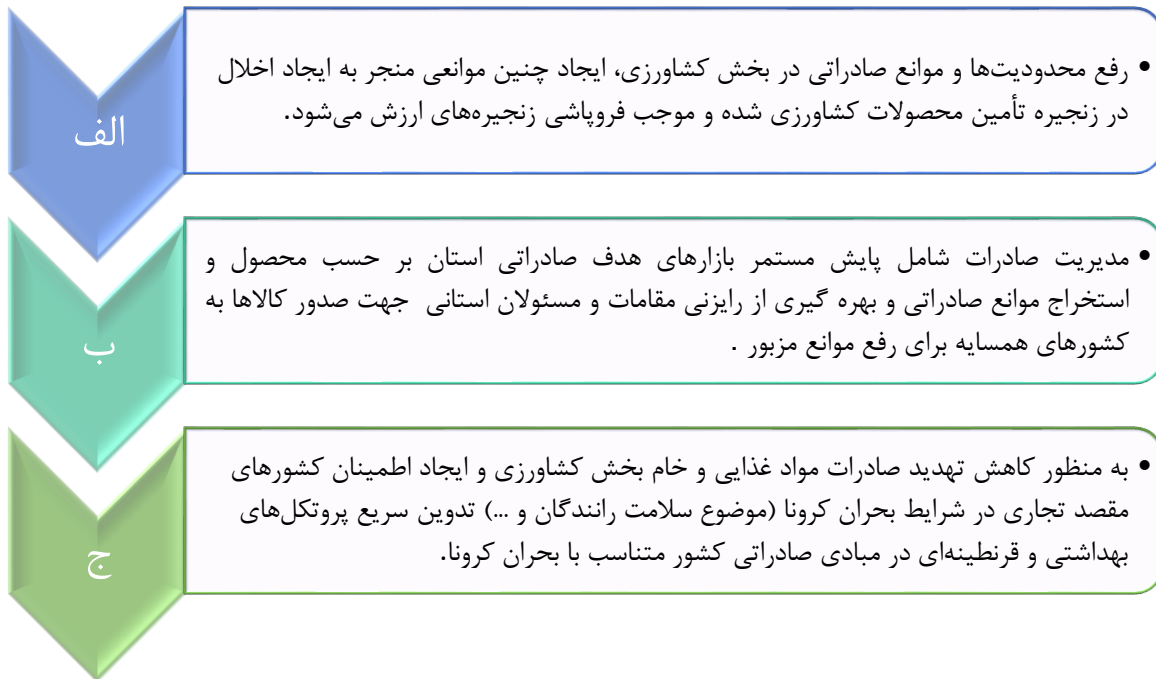 الف
• رفع محدودیت‌ها و موانع صادراتی در بخش کشاورزی، ایجاد چنین موانعی منجر به ایجاد اخلال
در زنجیره تأمین محصولات کشاورزی شده و موجب فروپاشی زنجیره‌های ارزش می‌شود.
ب
• مدیریت صادرات شامل پایش مستمر بازارهای هدف صادراتی استان بر حسب محصول و
استخراج موانع صادراتی و بهره گیری از رایزنی مقامات و مسئولان استانی جهت صدور کالاها به
کشورهای همسایه برای رفع موانع مزبور .
ج
• به منظور کاهش تهدید صادرات مواد غذایی و خام بخش کشاورزی و ایجاد اطمینان کشورهای
مقصد تجاری در شرایط بحران کرونا (موضوع سلامت رانندگان و ...) تدوین سریع پروتکل‌های
بهداشتی و قرنطینه‌ای در مبادی صادراتی کشور متناسب با بحران کرونا.